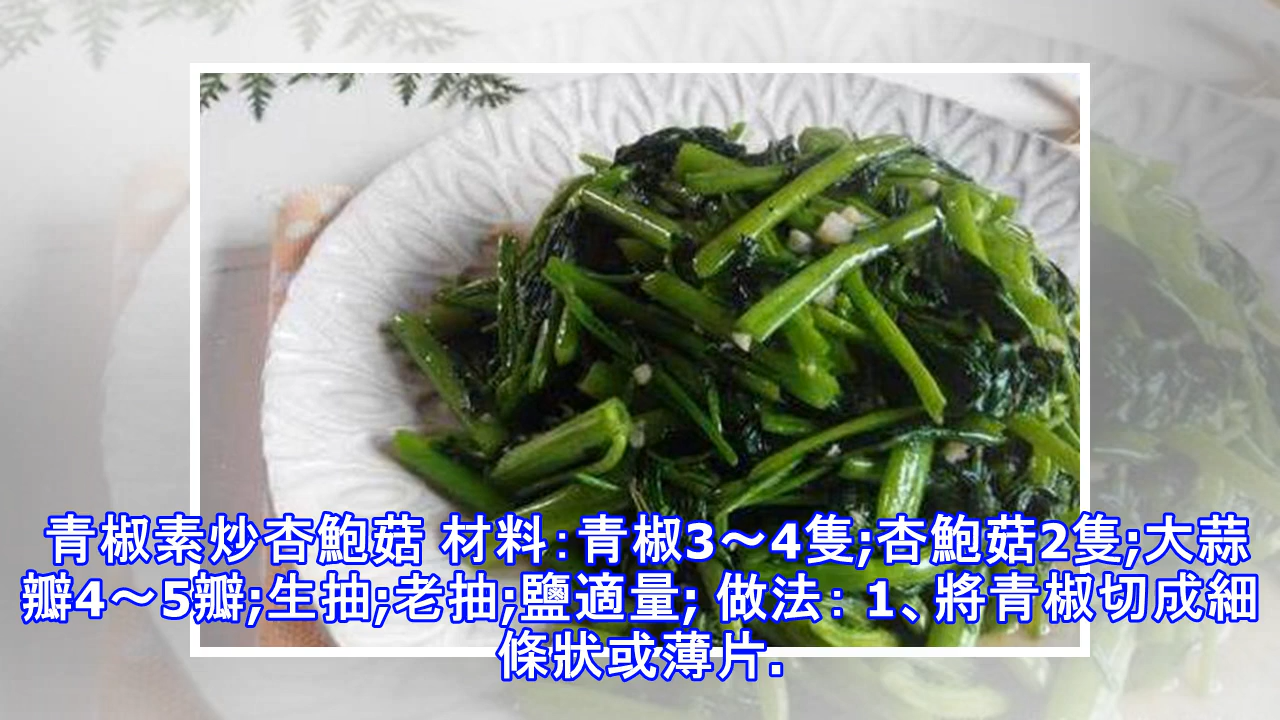 青椒素炒杏鮑菇 材料：青椒3～4隻;杏鮑菇2隻;大蒜
瓣4～5瓣;生抽;老抽;鹽適量; 做法：1、將青椒切成細
條狀或薄片.